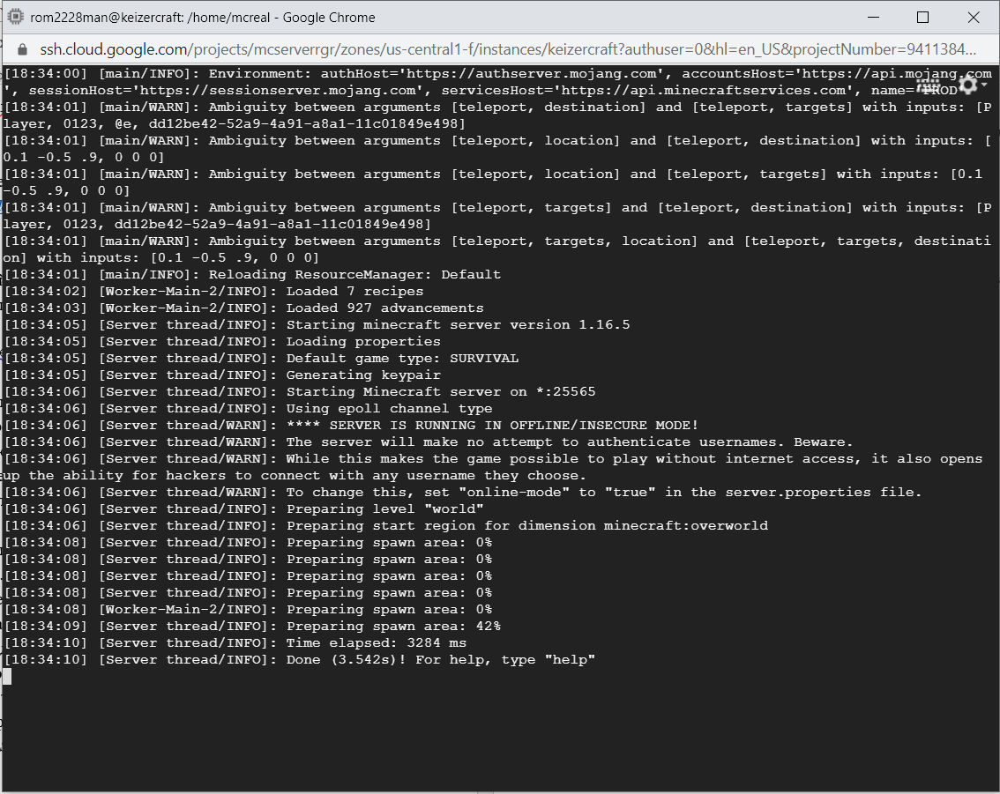 rom2228man@keizercraft: /home/mcreal - Google Chrome
ssh.cloud.google.com/projects/mcserverrgr/zones/us-central1-f/instances/keizercraft?authuser=0&hl=en_US&projectNumber=9411384...
[18:34:00] [main/INFO]: Environment: authHost='https://authserver.mojang.com', accountsHost='https://api.mojang.com
', sessionHost='https://sessionserver.mojang.com', servicesHost='https://api.minecraftservices.com', name='PROD'
[18:34:01] [main/WARN]: Ambiguity between arguments [teleport, destination] and [teleport, targets] with inputs: [P
layer, 0123, @e, dd12be42-52a9-4a91-a8a1-11c01849e498]
[18:34:01] [main/WARN]: Ambiguity between arguments [teleport, location] and [teleport, destination] with inputs: [
0.1 -0.5 .9, 0 0 0]
[18:34:01] [main/WARN]: Ambiguity between arguments [teleport, location] and [teleport, targets] with inputs: [0.1
-0.5 .9, 0 0 0]
[18:34:01] [main/WARN]: Ambiguity between arguments [teleport, targets] and [teleport, destination] with inputs: [P
layer, 0123, dd12be42-52a9-4a91-a8a1-11c01849e498]
[18:34:01] [main/WARN]: Ambiguity between arguments [teleport, targets, location] and [teleport, targets, destinati
on] with inputs: [0.1 -0.5 .9, 0 0 0]
[18:34:01] [main/INFO]: Reloading ResourceManager: Default
[18:34:02] [Worker-Main-2/INFO]: Loaded 7 recipes
[18:34:03] [Worker-Main-2/INFO]: Loaded 927 advancements
[18:34:05] [Server thread/INFO]: Starting minecraft server version 1.16.5
[18:34:05] [Server thread/INFO]: Loading properties
[18:34:05] [Server thread/INFO]: Default game type: SURVIVAL
[18:34:05] [Server thread/INFO]: Generating keypair
[18:34:06] [Server thread/INFO]: Starting Minecraft server on *:25565
[18:34:06] [Server thread/INFO]: Using epoll channel type
[18:34:06] [Server thread/WARN]: **** SERVER IS RUNNING IN OFFLINE/INSECURE MODE!
[18:34:06] [Server thread/WARN]: The server will make no attempt to authenticate usernames. Beware.
[18:34:06] [Server thread/WARN]: While this makes the game possible to play without internet access, it also opens
up the ability for hackers to connect with any username they choose.
[18:34:06] [Server thread/WARN]: To change this, set "online-mode" to "true" in the server.properties file.
[18:34:06] [Server thread/INFO]: Preparing level "world"
[18:34:06] [Server thread/INFO]: Preparing start region for dimension minecraft:overworld
[18:34:08] [Server thread/INFO]: Preparing spawn area: 0%
[18:34:08] [Server thread/INFO]: Preparing spawn area: 0%
[18:34:08] [Server thread/INFO]: Preparing spawn area: 0%
[18:34:08] [Server thread/INFO]: Preparing spawn area: 0%
[18:34:08] [Worker-Main-2/INFO]: Preparing spawn area: 0%
[18:34:09] [Server thread/INFO]: Preparing spawn area: 42%
[18:34:10] [Server thread/INFO]: Time elapsed: 3284 ms
[18:34:10] [Server thread/INFO]: Done (3.542s)! For help, type "help"